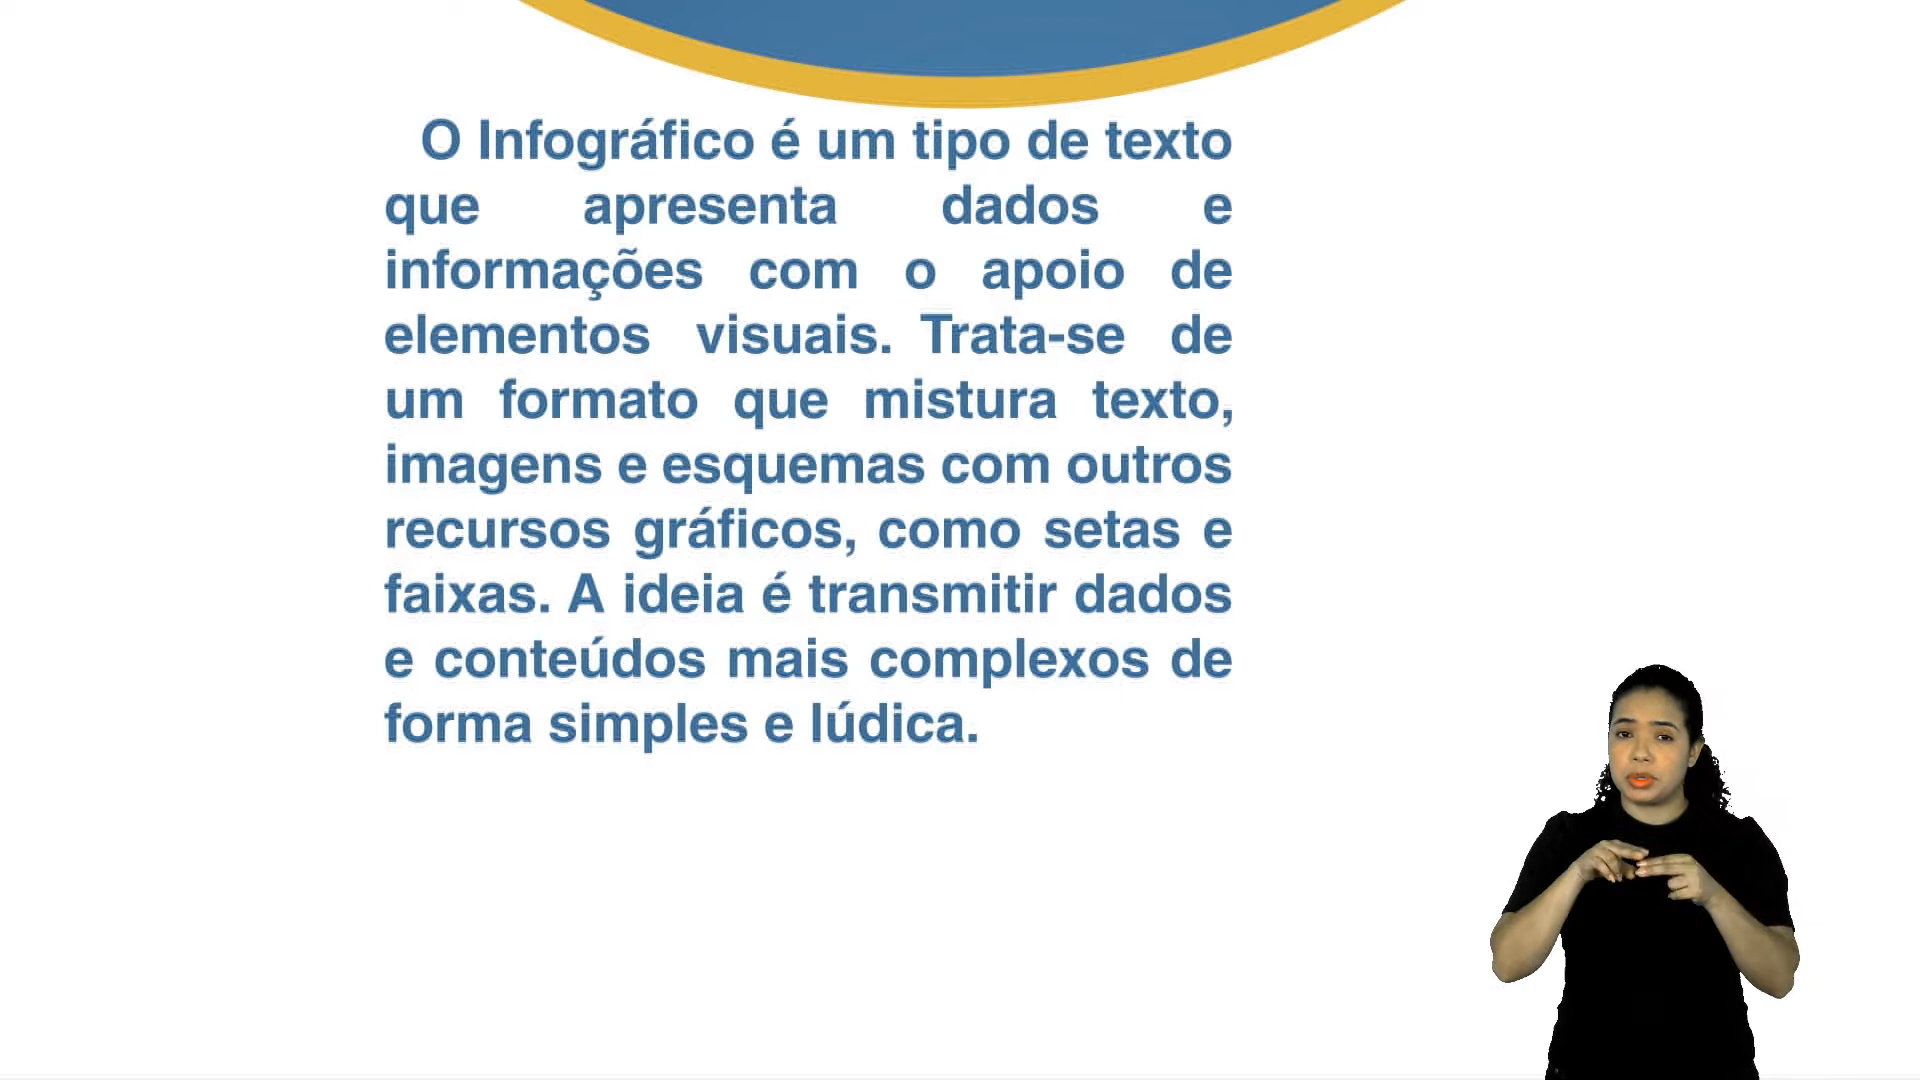 O Infográfico é um tipo de texto
que apresenta dados e
informações com o apoio de
elementos visuais. Trata-se de
um formato que mistura texto,
imagens e esquemas com outros
recursos gráficos, como setas e
faixas. A ideia é transmitir dados
e conteúdos mais complexos de
forma simples e lúdica.